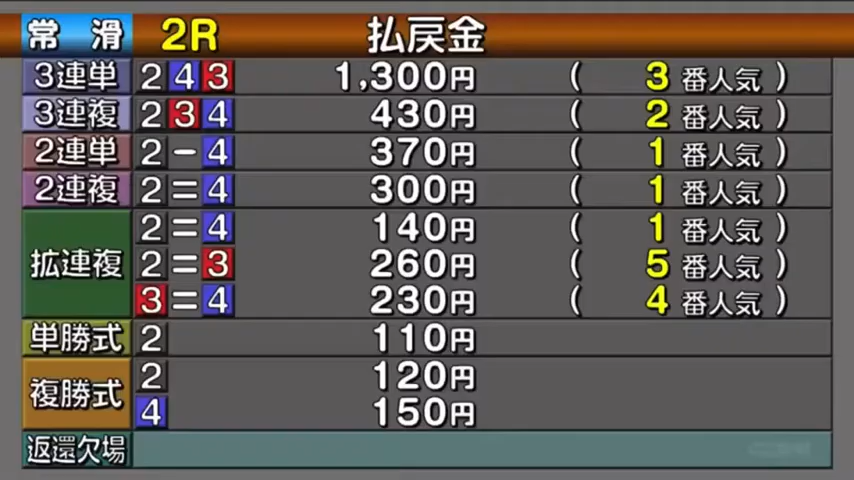 常 滑 2R 払戻金
3連単 2 4 3 1,300円 ( 3 番人気 )
3連複 2 3 4 430円 ( 2 番人気 )
2連単 2 - 4 370円 ( 1 番人気 )
2連複 2 = 4 300円 ( 1 番人気 )
拡連複 2 = 4 140円 ( 1 番人気 )
2 = 3 260円 ( 5 番人気 )
3 = 4 230円 ( 4 番人気 )
単勝式 2 110円
複勝式 2 120円
4 150円
返還欠場